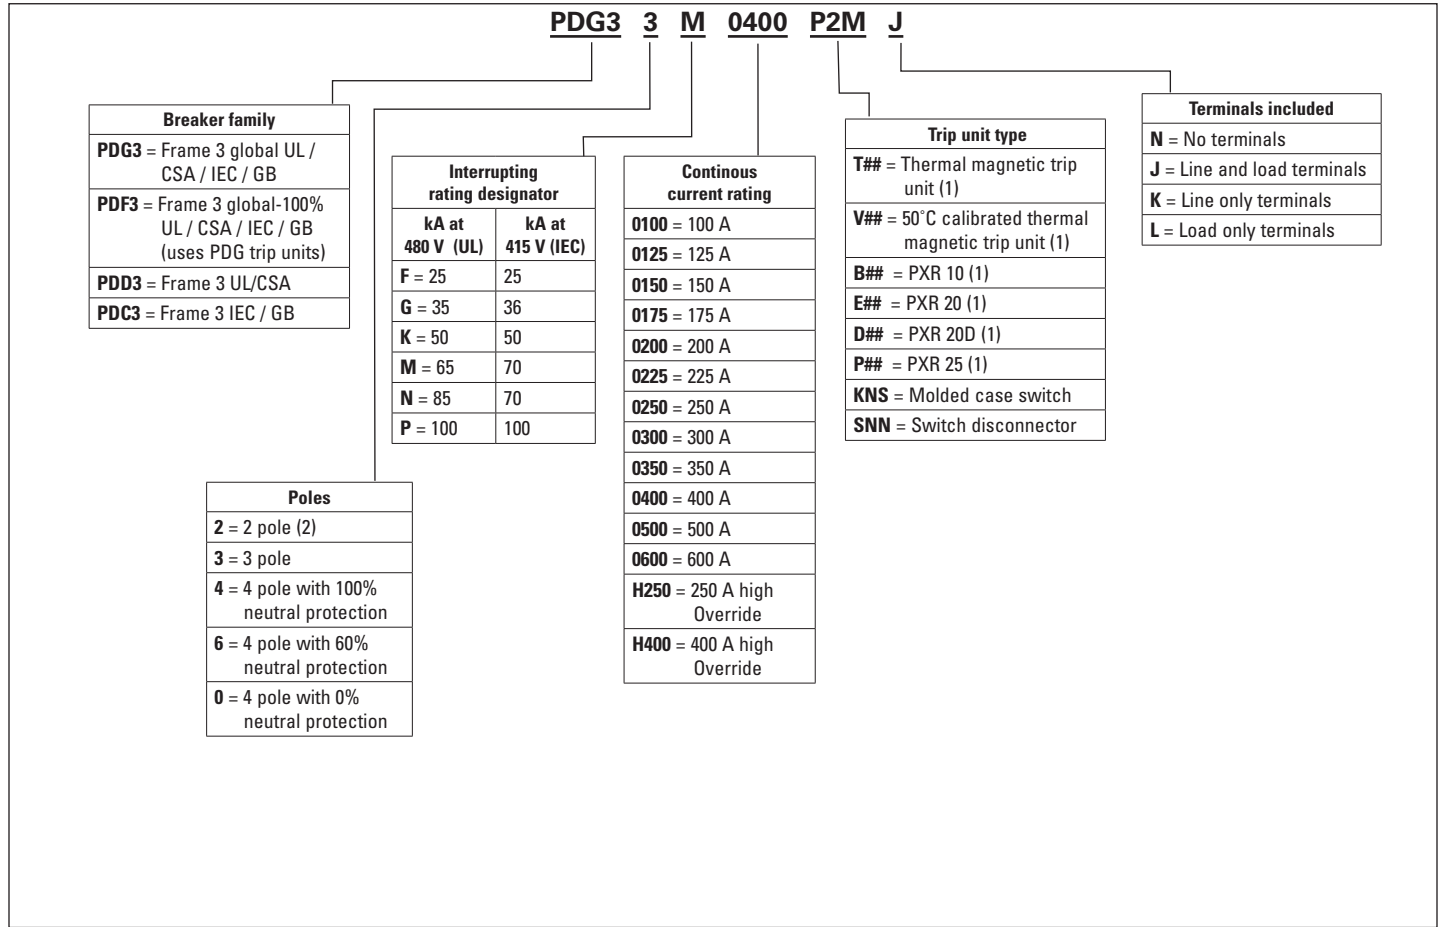 PDG3 3 M 0400 P2M J
Breaker family
PDG3 = Frame 3 global UL /
CSA / IEC / GB
PDF3 = Frame 3 global-100%
UL / CSA / IEC / GB
(uses PDG trip units)
PDD3 = Frame 3 UL/CSA
PDC3 = Frame 3 IEC / GB
Poles
2 = 2 pole (2)
3 = 3 pole
4 = 4 pole with 100%
neutral protection
6 = 4 pole with 60%
neutral protection
0 = 4 pole with 0%
neutral protection
Interrupting
rating designator
kA at kA at
480 V (UL) 415 V (IEC)
F = 25 25
G = 35 36
K = 50 50
M = 65 70
N = 85 70
P = 100 100
Continous
current rating
0100 = 100 A
0125 = 125 A
0150 = 150 A
0175 = 175 A
0200 = 200 A
0225 = 225 A
0250 = 250 A
0300 = 300 A
0350 = 350 A
0400 = 400 A
0500 = 500 A
0600 = 600 A
H250 = 250 A high
Override
H400 = 400 A high
Override
Trip unit type
T## = Thermal magnetic trip
unit (1)
V## = 50˚C calibrated thermal
magnetic trip unit (1)
B## = PXR 10 (1)
E## = PXR 20 (1)
D## = PXR 20D (1)
P## = PXR 25 (1)
KNS = Molded case switch
SNN = Switch disconnector
Terminals included
N = No terminals
J = Line and load terminals
K = Line only terminals
L = Load only terminals